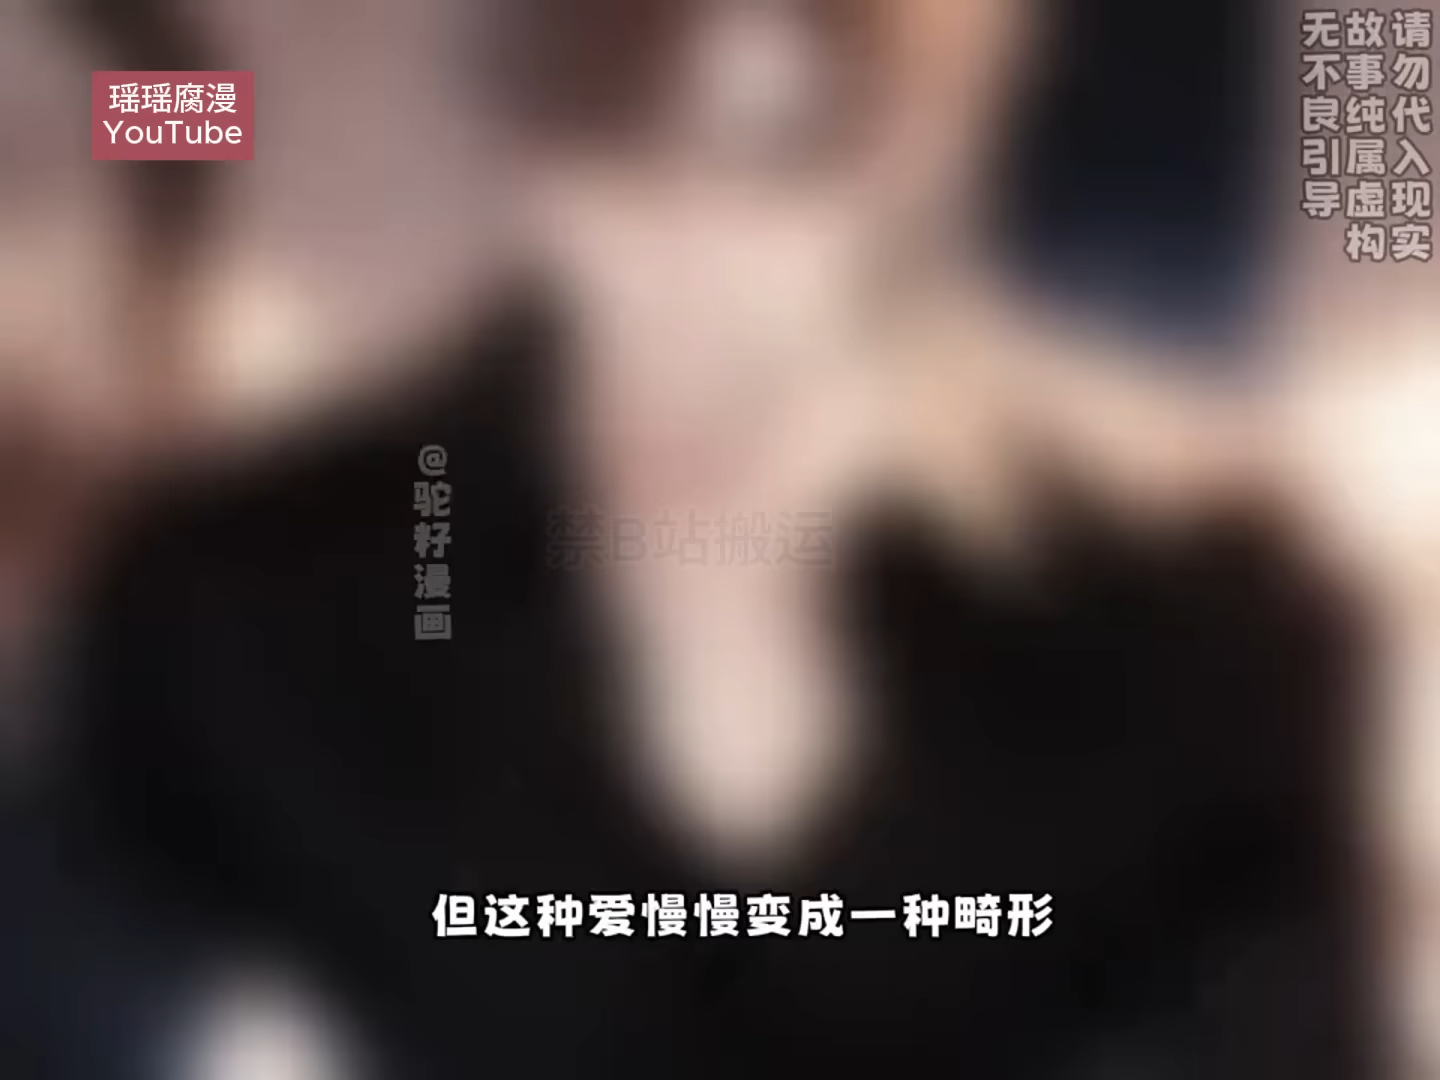 瑶瑶腐漫
YouTube
请勿代入现实
故事纯属虚构
无不良引导
@驼籽漫画
禁B站搬运
但这种爱慢慢变成一种畸形